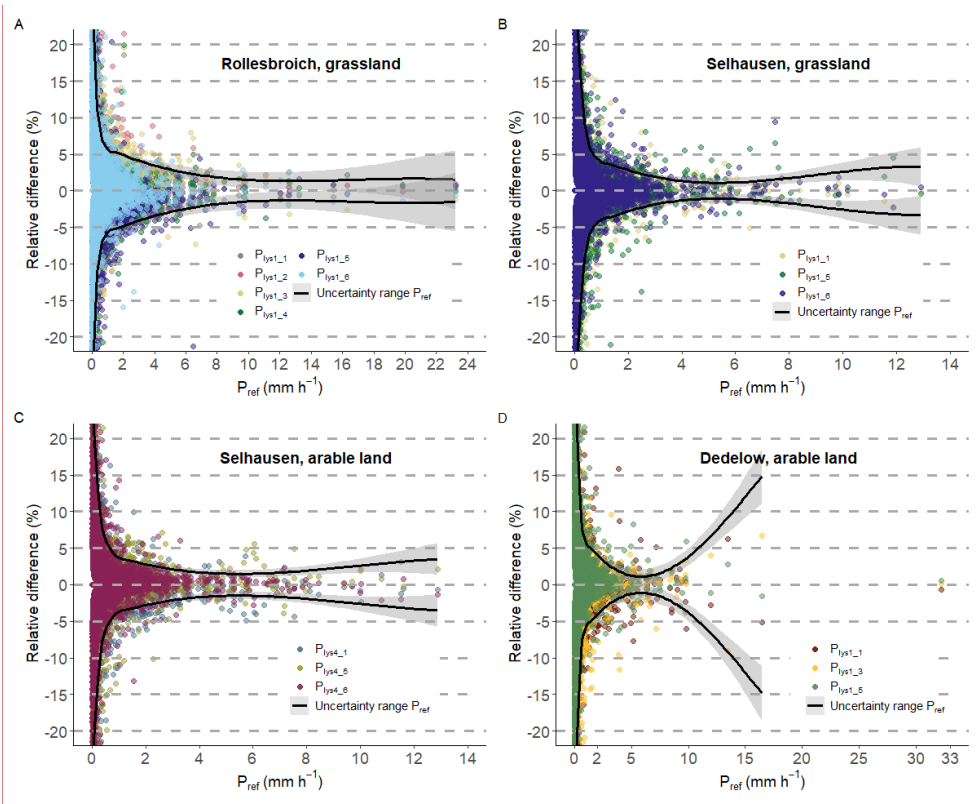 A
Rollesbroich, grassland
Relative difference (%)
20
15
10
5
0
-5
-10
-15
-20
Plys1_1
Plys1_2
Plys1_3
Plys1_4
Plys1_5
Plys1_6
Uncertainty range Pref
0 2 4 6 8 10 12 14 16 18 20 22 24
Pref (mm h⁻¹)
B
Selhausen, grassland
Relative difference (%)
20
15
10
5
0
-5
-10
-15
-20
Plys1_1
Plys1_5
Plys1_6
Uncertainty range Pref
0 2 4 6 8 10 12 14
Pref (mm h⁻¹)
C
Selhausen, arable land
Relative difference (%)
20
15
10
5
0
-5
-10
-15
-20
Plys4_1
Plys4_5
Plys4_6
Uncertainty range Pref
0 2 4 6 8 10 12 14
Pref (mm h⁻¹)
D
Dedelow, arable land
Relative difference (%)
20
15
10
5
0
-5
-10
-15
-20
Plys1_1
Plys1_3
Plys1_5
Uncertainty range Pref
0 2 5 10 15 20 25 30 33
Pref (mm h⁻¹)